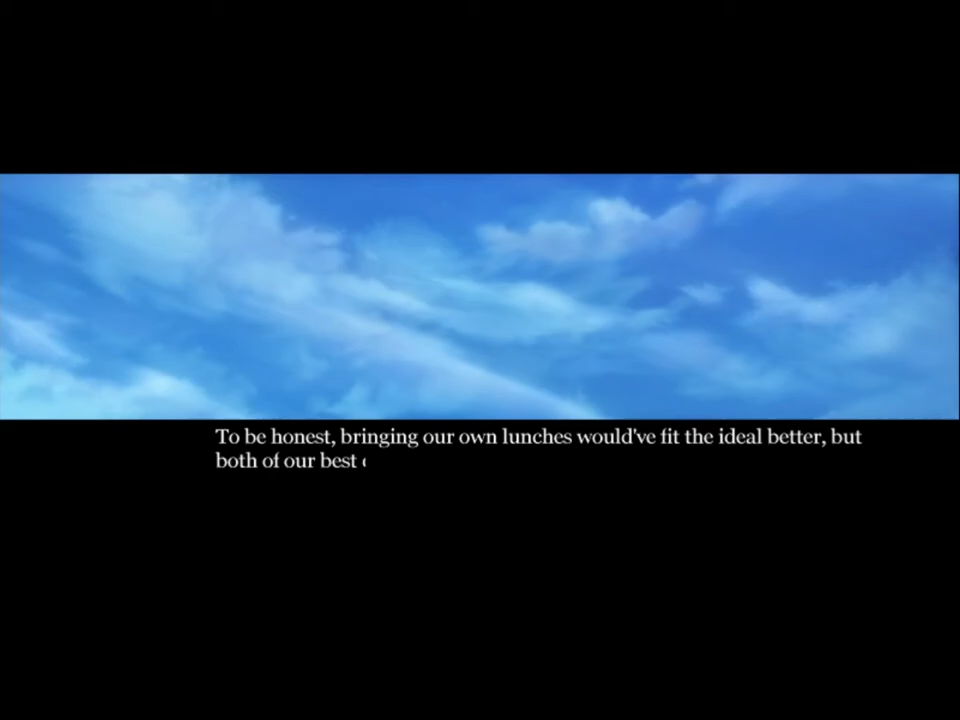 To be honest, bringing our own lunches would've fit the ideal better, but
both of our best